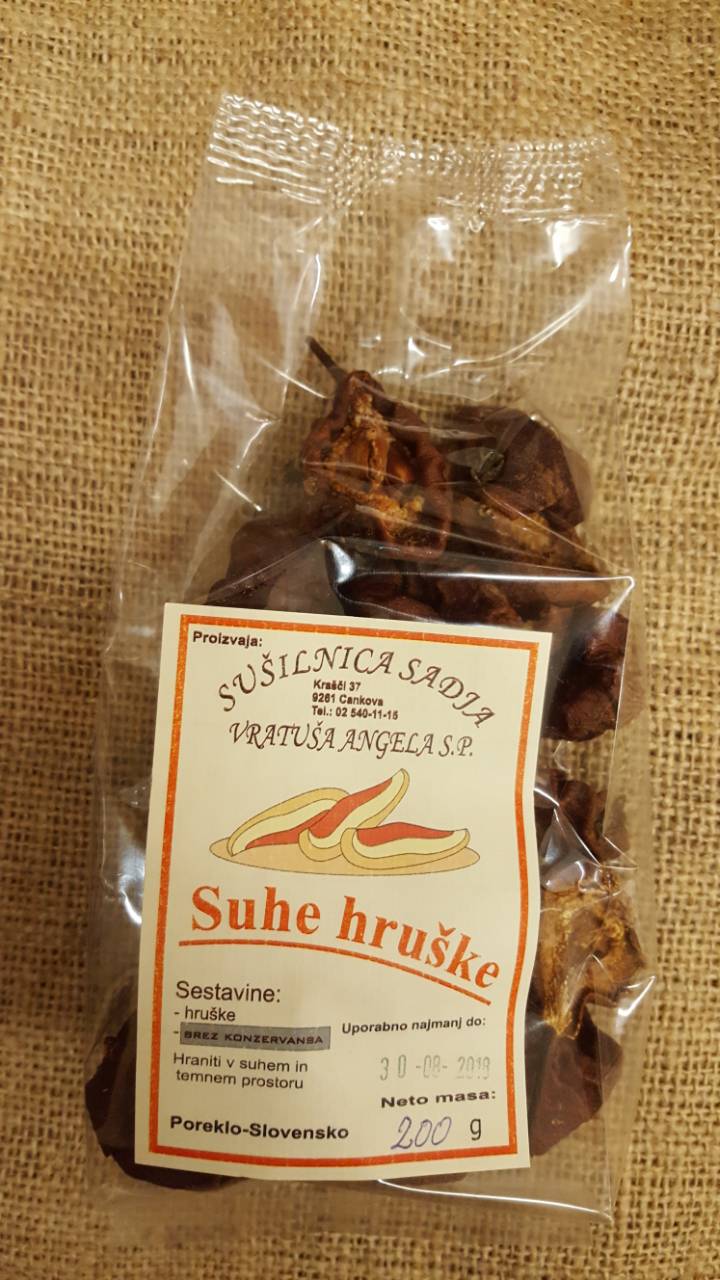 Proizvaja:
SUŠILNICA SADJA
Krašči 37
9261 Cankova
Tel.: 02 540-11-15
VRATUŠA ANGELA S.P.
Suhe hruške
Sestavine:
- hruške
- BREZ KONZERVANSA
Uporabno najmanj do:
30-08-2019
Hraniti v suhem in
temnem prostoru
Neto masa:
200 g
Poreklo-Slovensko